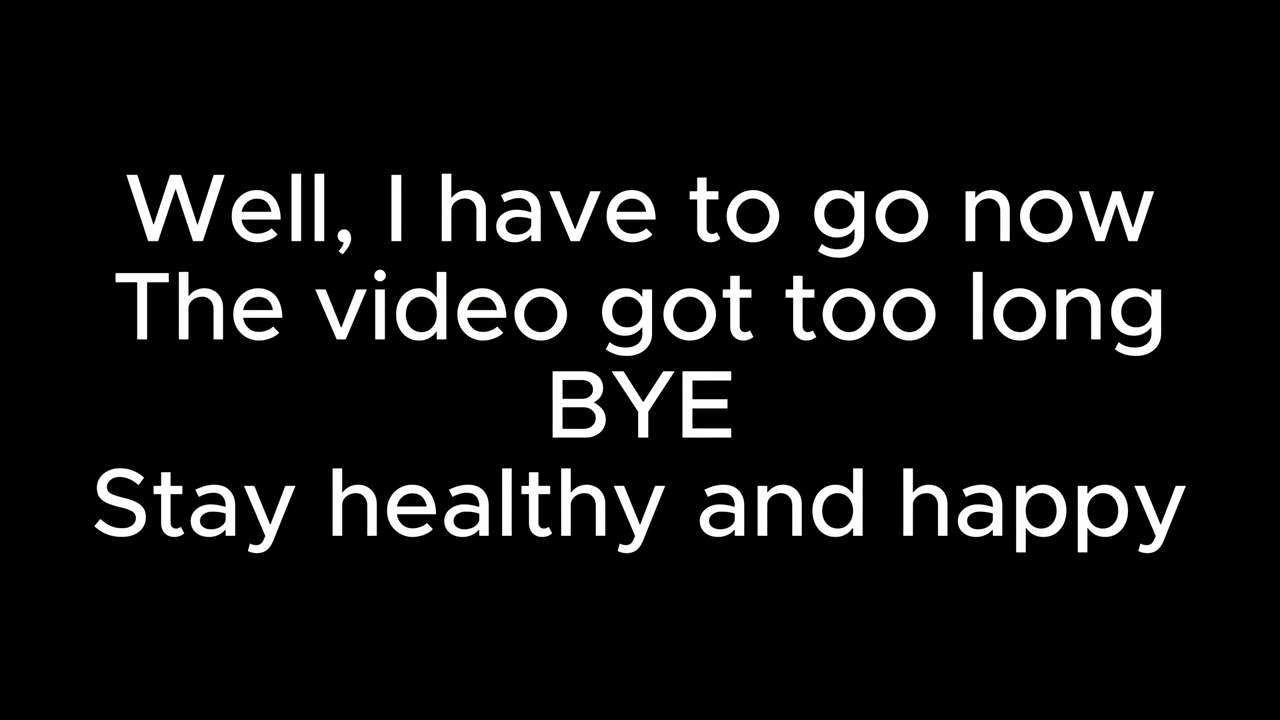 Well, I have to go now
The video got too long
BYE
Stay healthy and happy